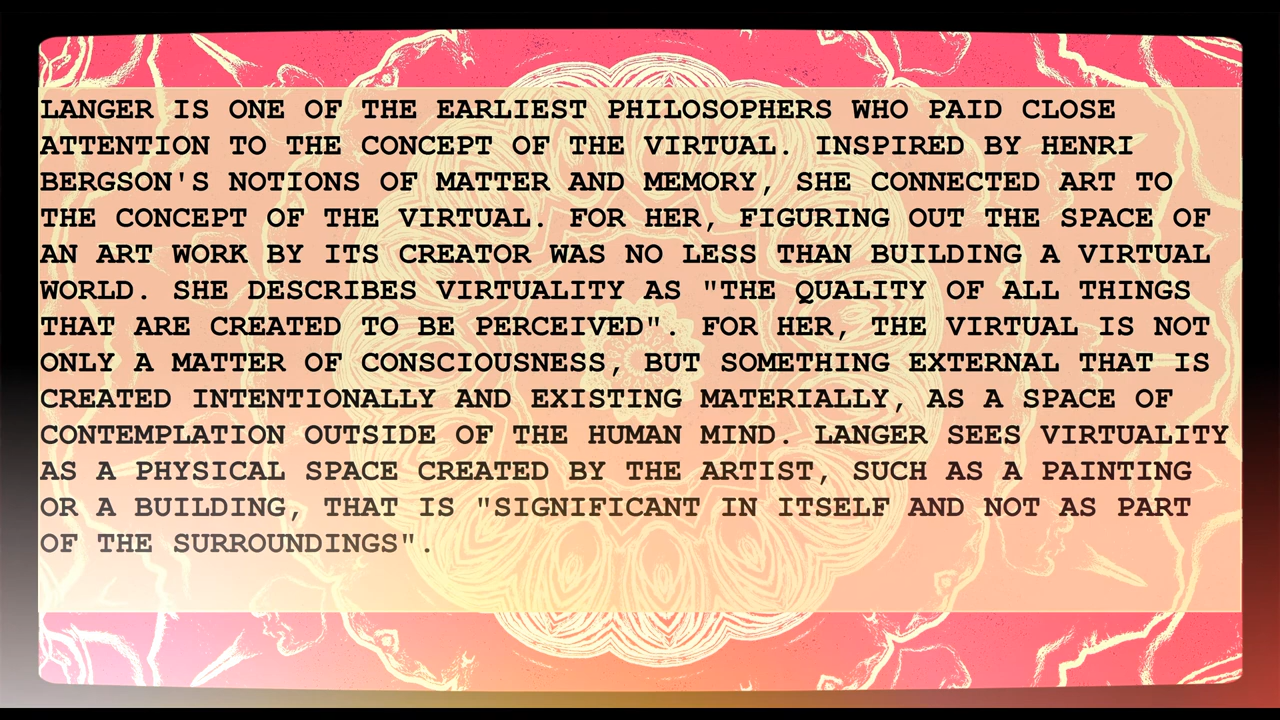 LANGER IS ONE OF THE EARLIEST PHILOSOPHERS WHO PAID CLOSE
ATTENTION TO THE CONCEPT OF THE VIRTUAL. INSPIRED BY HENRI
BERGSON'S NOTIONS OF MATTER AND MEMORY, SHE CONNECTED ART TO
THE CONCEPT OF THE VIRTUAL. FOR HER, FIGURING OUT THE SPACE OF
AN ART WORK BY ITS CREATOR WAS NO LESS THAN BUILDING A VIRTUAL
WORLD. SHE DESCRIBES VIRTUALITY AS "THE QUALITY OF ALL THINGS
THAT ARE CREATED TO BE PERCEIVED". FOR HER, THE VIRTUAL IS NOT
ONLY A MATTER OF CONSCIOUSNESS, BUT SOMETHING EXTERNAL THAT IS
CREATED INTENTIONALLY AND EXISTING MATERIALLY, AS A SPACE OF
CONTEMPLATION OUTSIDE OF THE HUMAN MIND. LANGER SEES VIRTUALITY
AS A PHYSICAL SPACE CREATED BY THE ARTIST, SUCH AS A PAINTING
OR A BUILDING, THAT IS "SIGNIFICANT IN ITSELF AND NOT AS PART
OF THE SURROUNDINGS".